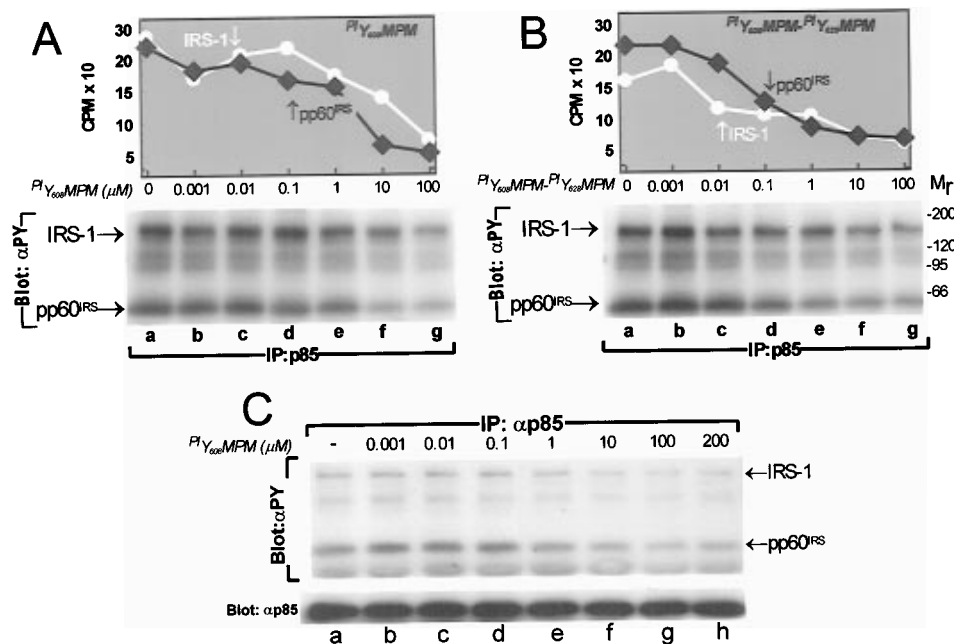 A
30
25
20
15
10
5
CPM x 10
IRS-1↓
PIY608MPM
↑pp60IRS
PIY608MPM (µM)
0 0.001 0.01 0.1 1 10 100
Blot: αPY
IRS-1→
pp60IRS→
a b c d e f g
IP:p85
B
30
25
20
15
10
5
CPM x 10
PIY608MPM-PIY628MPM
↓pp60IRS
↑IRS-1
PIY608MPM-PIY628MPM
0 0.001 0.01 0.1 1 10 100
Mr
-200
-120
-95
-66
Blot: αPY
IRS-1→
pp60IRS→
a b c d e f g
IP:p85
C
IP: αp85
PIY608MPM (µM)
- 0.001 0.01 0.1 1 10 100 200
Blot:αPY
←IRS-1
←pp60IRS
Blot: αp85
a b c d e f g h